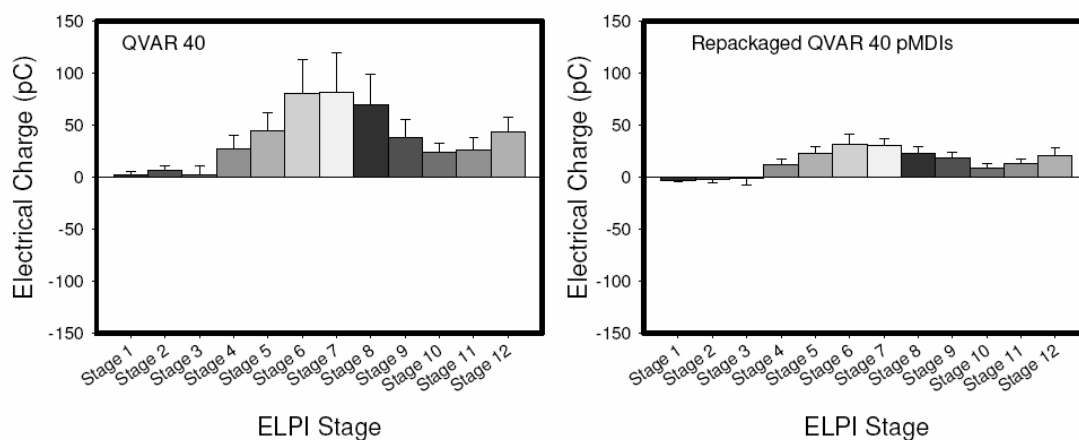 QVAR 40
Electrical Charge (pC)
150
100
50
0
-50
-100
-150
Stage 1
Stage 2
Stage 3
Stage 4
Stage 5
Stage 6
Stage 7
Stage 8
Stage 9
Stage 10
Stage 11
Stage 12
ELPI Stage
Repackaged QVAR 40 pMDIs
Electrical Charge (pC)
150
100
50
0
-50
-100
-150
Stage 1
Stage 2
Stage 3
Stage 4
Stage 5
Stage 6
Stage 7
Stage 8
Stage 9
Stage 10
Stage 11
Stage 12
ELPI Stage